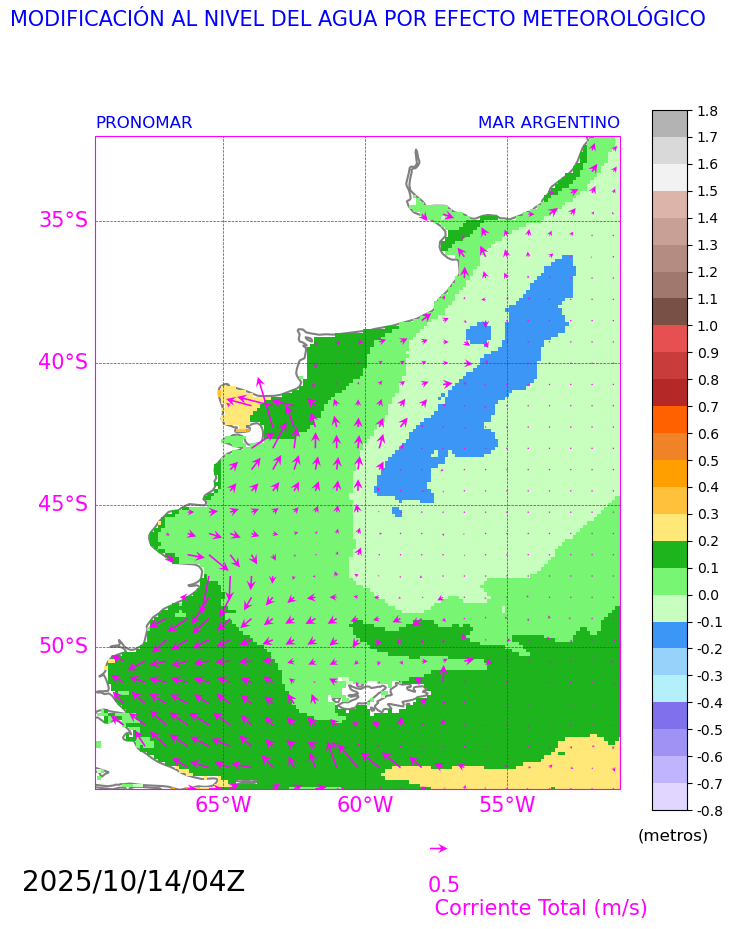 MODIFICACIÓN AL NIVEL DEL AGUA POR EFECTO METEOROLÓGICO
PRONOMAR
MAR ARGENTINO
35°S
40°S
45°S
50°S
65°W
60°W
55°W
1.8
1.7
1.6
1.5
1.4
1.3
1.2
1.1
1.0
0.9
0.8
0.7
0.6
0.5
0.4
0.3
0.2
0.1
0.0
-0.1
-0.2
-0.3
-0.4
-0.5
-0.6
-0.7
-0.8
(metros)
2025/10/14/04Z
0.5
Corriente Total (m/s)